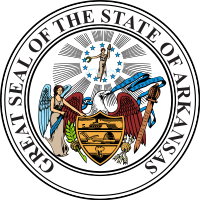 GREAT SEAL OF THE STATE OF ARKANSAS